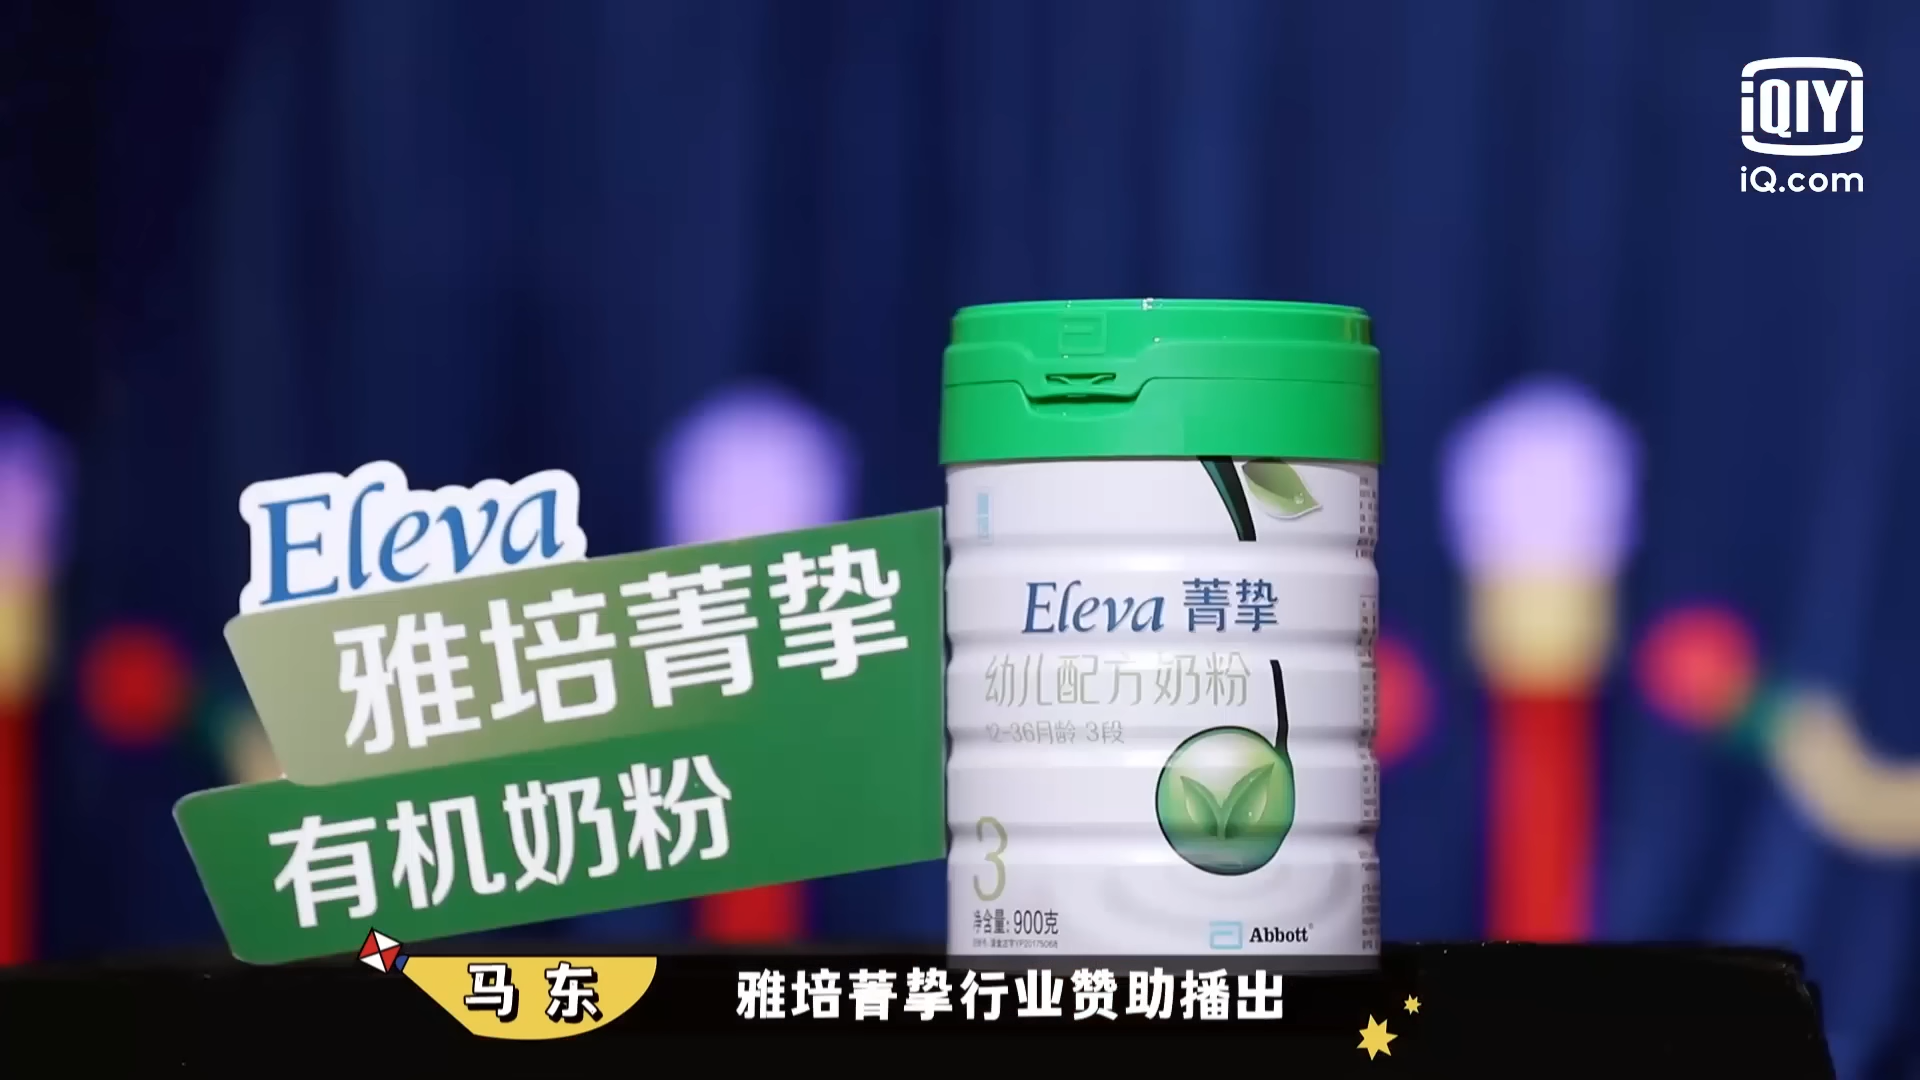 iQIYI
iQ.com
Eleva
雅培菁挚
有机奶粉
Eleva 菁挚
幼儿配方奶粉
12-36月龄 3段
3
净含量: 900克
Abbott
马东
雅培菁挚行业赞助播出